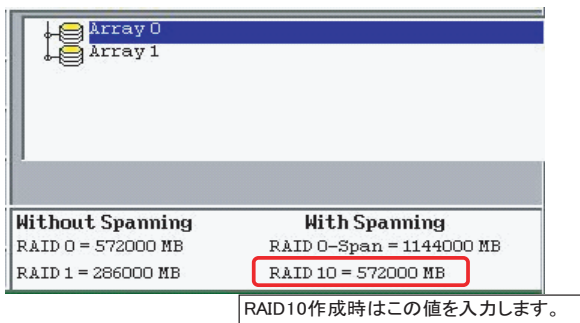 Array 0
Array 1
Without Spanning
With Spanning
RAID 0 = 572000 MB
RAID 0-Span = 1144000 MB
RAID 1 = 286000 MB
RAID 10 = 572000 MB
RAID10作成時はこの値を入力します。